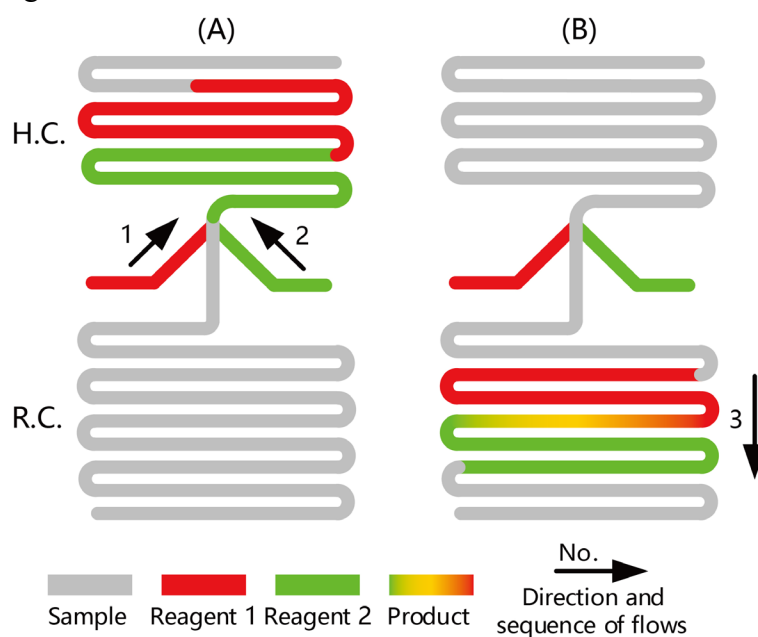 (A)
(B)
H.C.
1
2
R.C.
3
No.
Sample
Reagent 1
Reagent 2
Product
Direction and
sequence of flows